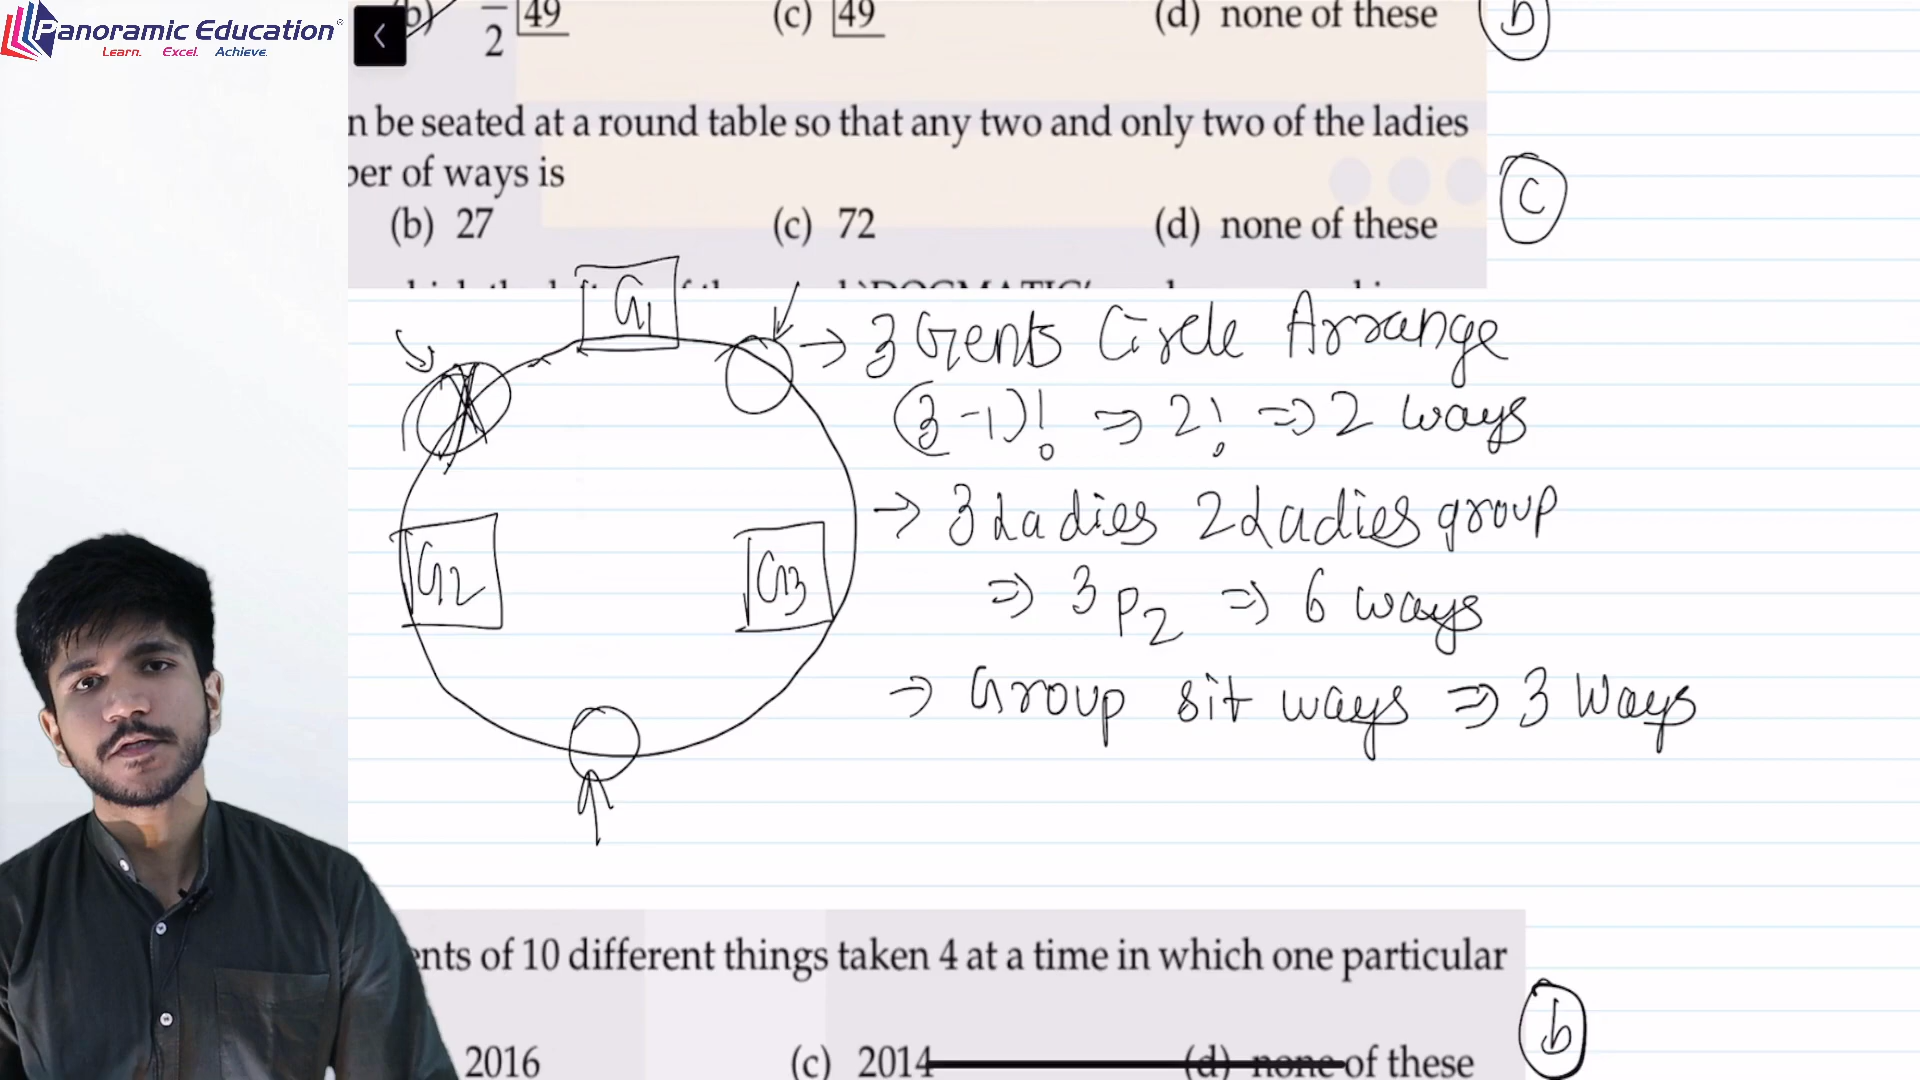 Panoramic Education
Learn. Excel. Achieve.
(b) — 2 49 (c) 49 (d) none of these
b
n be seated at a round table so that any two and only two of the ladies
ber of ways is
(b) 27 (c) 72 (d) none of these
C
'DOGMATIC'
G1
G2
G3
→ 3 Gents Circle Arrange
(3-1)! ⇒ 2! ⇒ 2 ways
→ 3 Ladies 2 Ladies group
⇒ 3P2 ⇒ 6 ways
→ Group sit ways ⇒ 3 Ways
ents of 10 different things taken 4 at a time in which one particular
2016 (c) 2014 (d) none of these
b